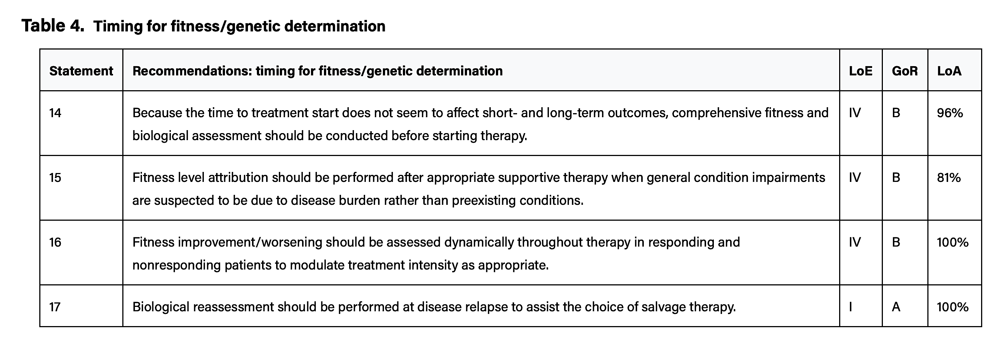 Table 4. Timing for fitness/genetic determination
Statement Recommendations: timing for fitness/genetic determination LoE GoR LoA
14 Because the time to treatment start does not seem to affect short- and long-term outcomes, comprehensive fitness and IV B 96%
biological assessment should be conducted before starting therapy.
15 Fitness level attribution should be performed after appropriate supportive therapy when general condition impairments IV B 81%
are suspected to be due to disease burden rather than preexisting conditions.
16 Fitness improvement/worsening should be assessed dynamically throughout therapy in responding and IV B 100%
nonresponding patients to modulate treatment intensity as appropriate.
17 Biological reassessment should be performed at disease relapse to assist the choice of salvage therapy. I A 100%